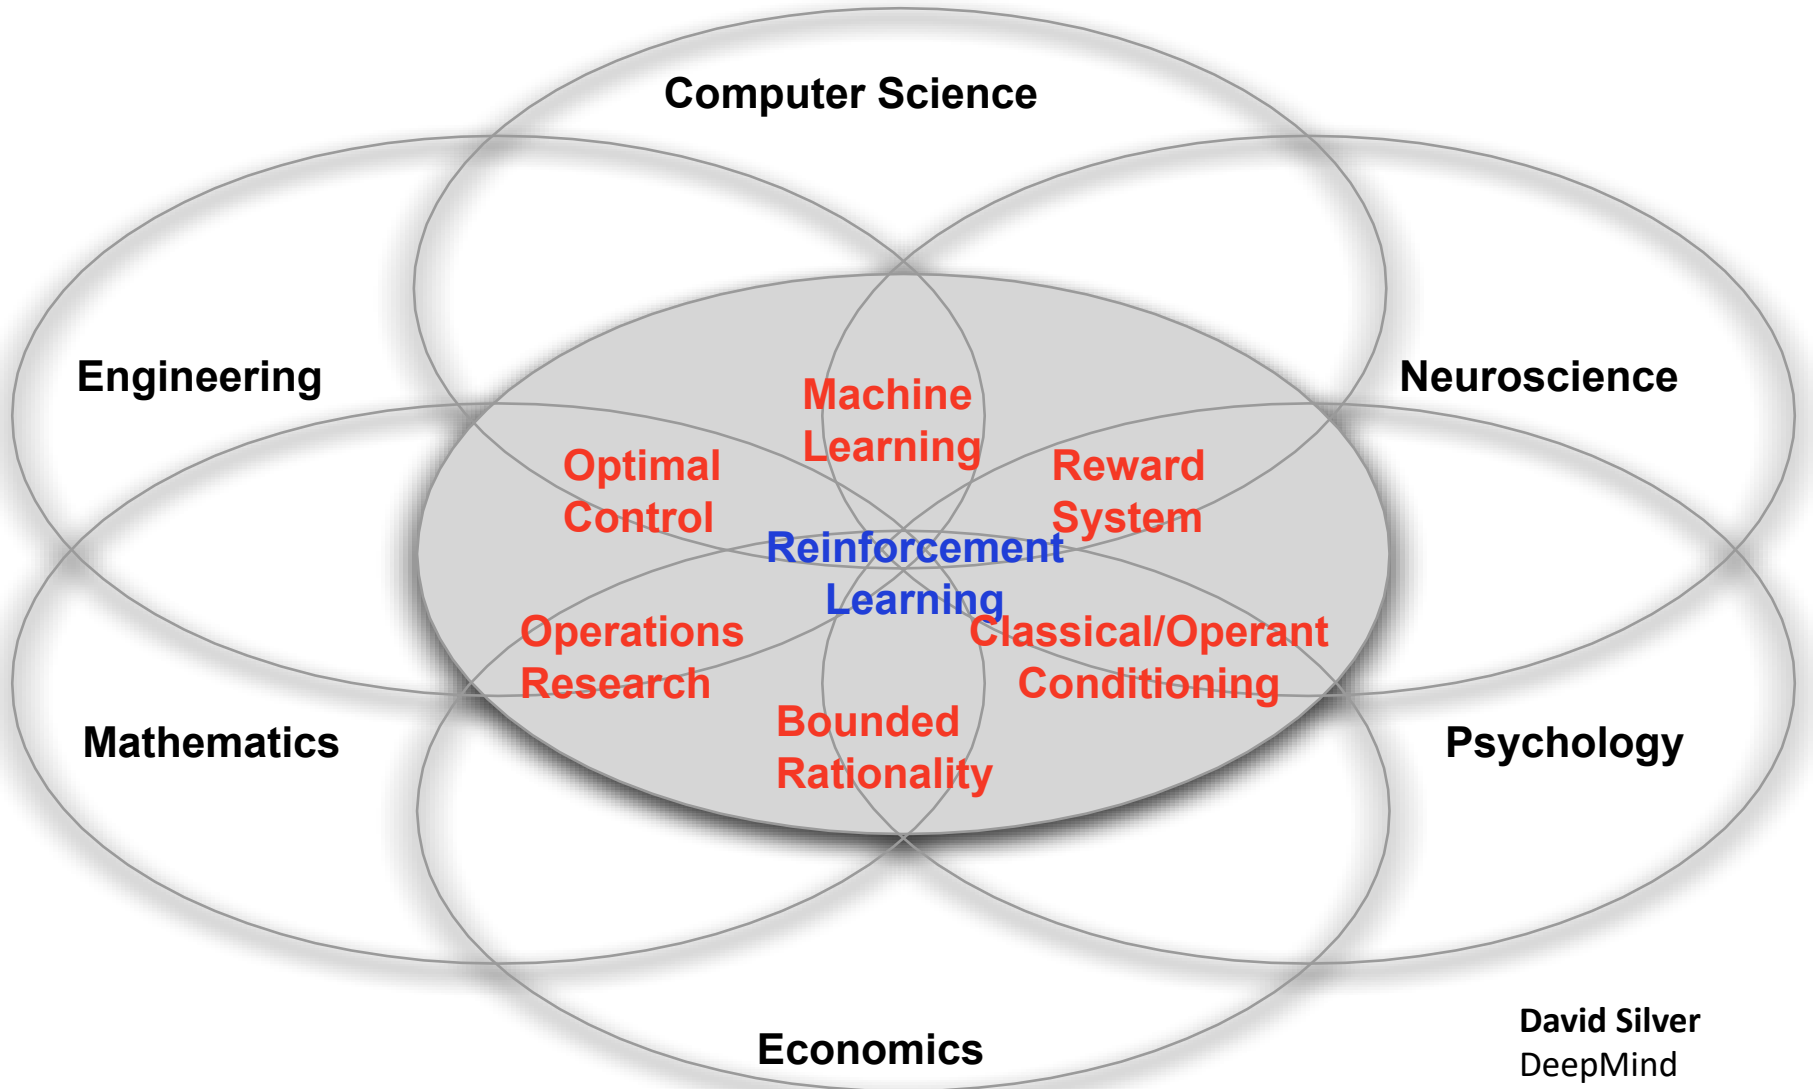 Computer Science
Engineering
Neuroscience
Machine
Learning
Optimal
Control
Reward
System
Reinforcement
Learning
Operations
Research
Classical/Operant
Conditioning
Bounded
Rationality
Mathematics
Psychology
Economics
David Silver
DeepMind